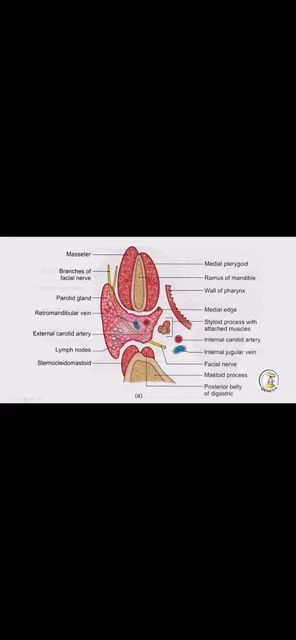 Masseter
Branches of
facial nerve
Parotid gland
Retromandibular vein
External carotid artery
Lymph nodes
Sternocleidomastoid
Medial pterygoid
Ramus of mandible
Wall of pharynx
Medial edge
Styloid process with
attached muscles
Internal carotid artery
Internal jugular vein
Facial nerve
Mastoid process
Posterior belly
of digastric
(a)